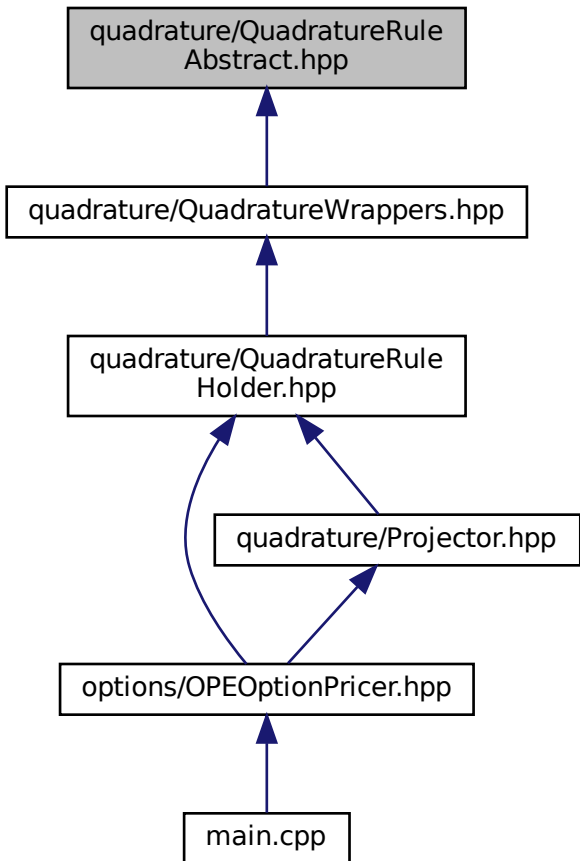 quadrature/QuadratureRule
Abstract.hpp
quadrature/QuadratureWrappers.hpp
quadrature/QuadratureRule
Holder.hpp
quadrature/Projector.hpp
options/OPEOptionPricer.hpp
main.cpp